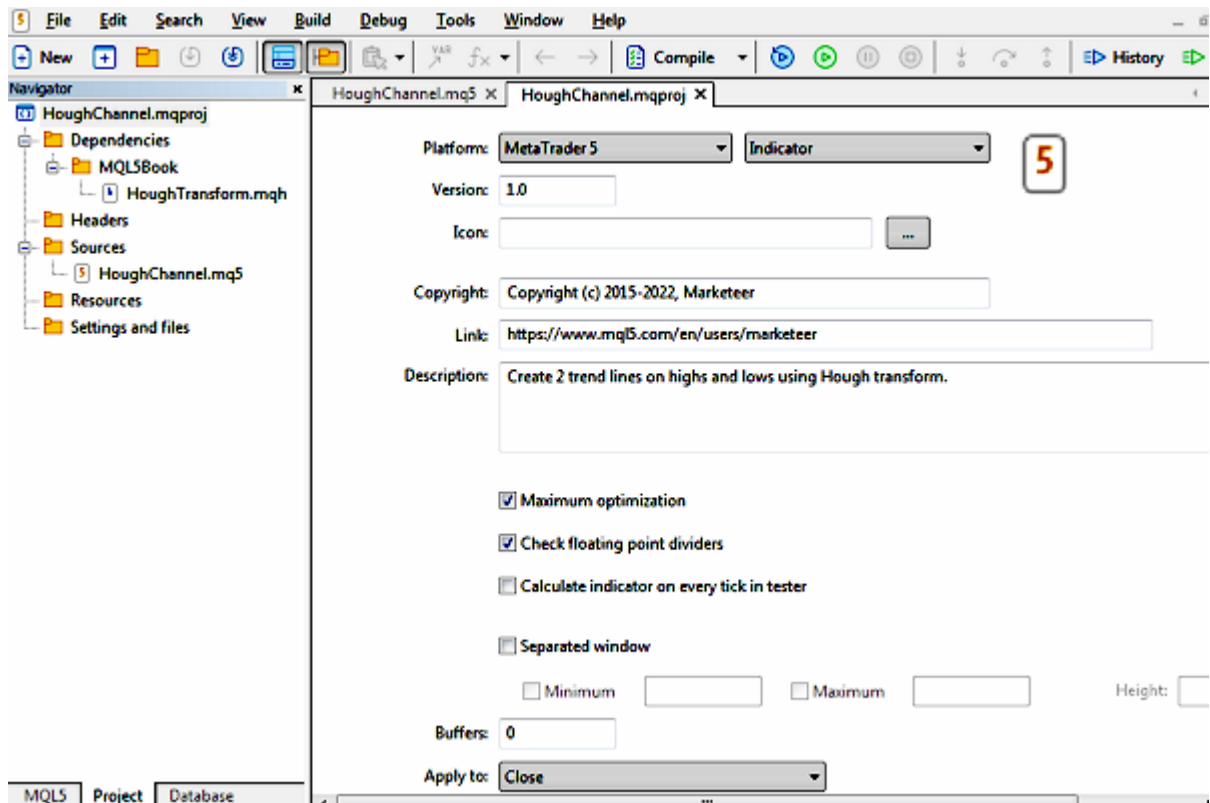 File Edit Search View Build Debug Tools Window Help
New VAR Compile History
Navigator
HoughChannel.mq5 HoughChannel.mqproj
HoughChannel.mqproj
Dependencies
MQL5Book
HoughTransform.mqh
Headers
Sources
HoughChannel.mq5
Resources
Settings and files
Platform: MetaTrader 5 Indicator 5
Version: 1.0
Icon: ...
Copyright: Copyright (c) 2015-2022, Marketeer
Link: https://www.mql5.com/en/users/marketeer
Description: Create 2 trend lines on highs and lows using Hough transform.
Maximum optimization
Check floating point dividers
Calculate indicator on every tick in tester
Separated window
Minimum Maximum Height:
Buffers: 0
Apply to: Close
MQL5 Project Database